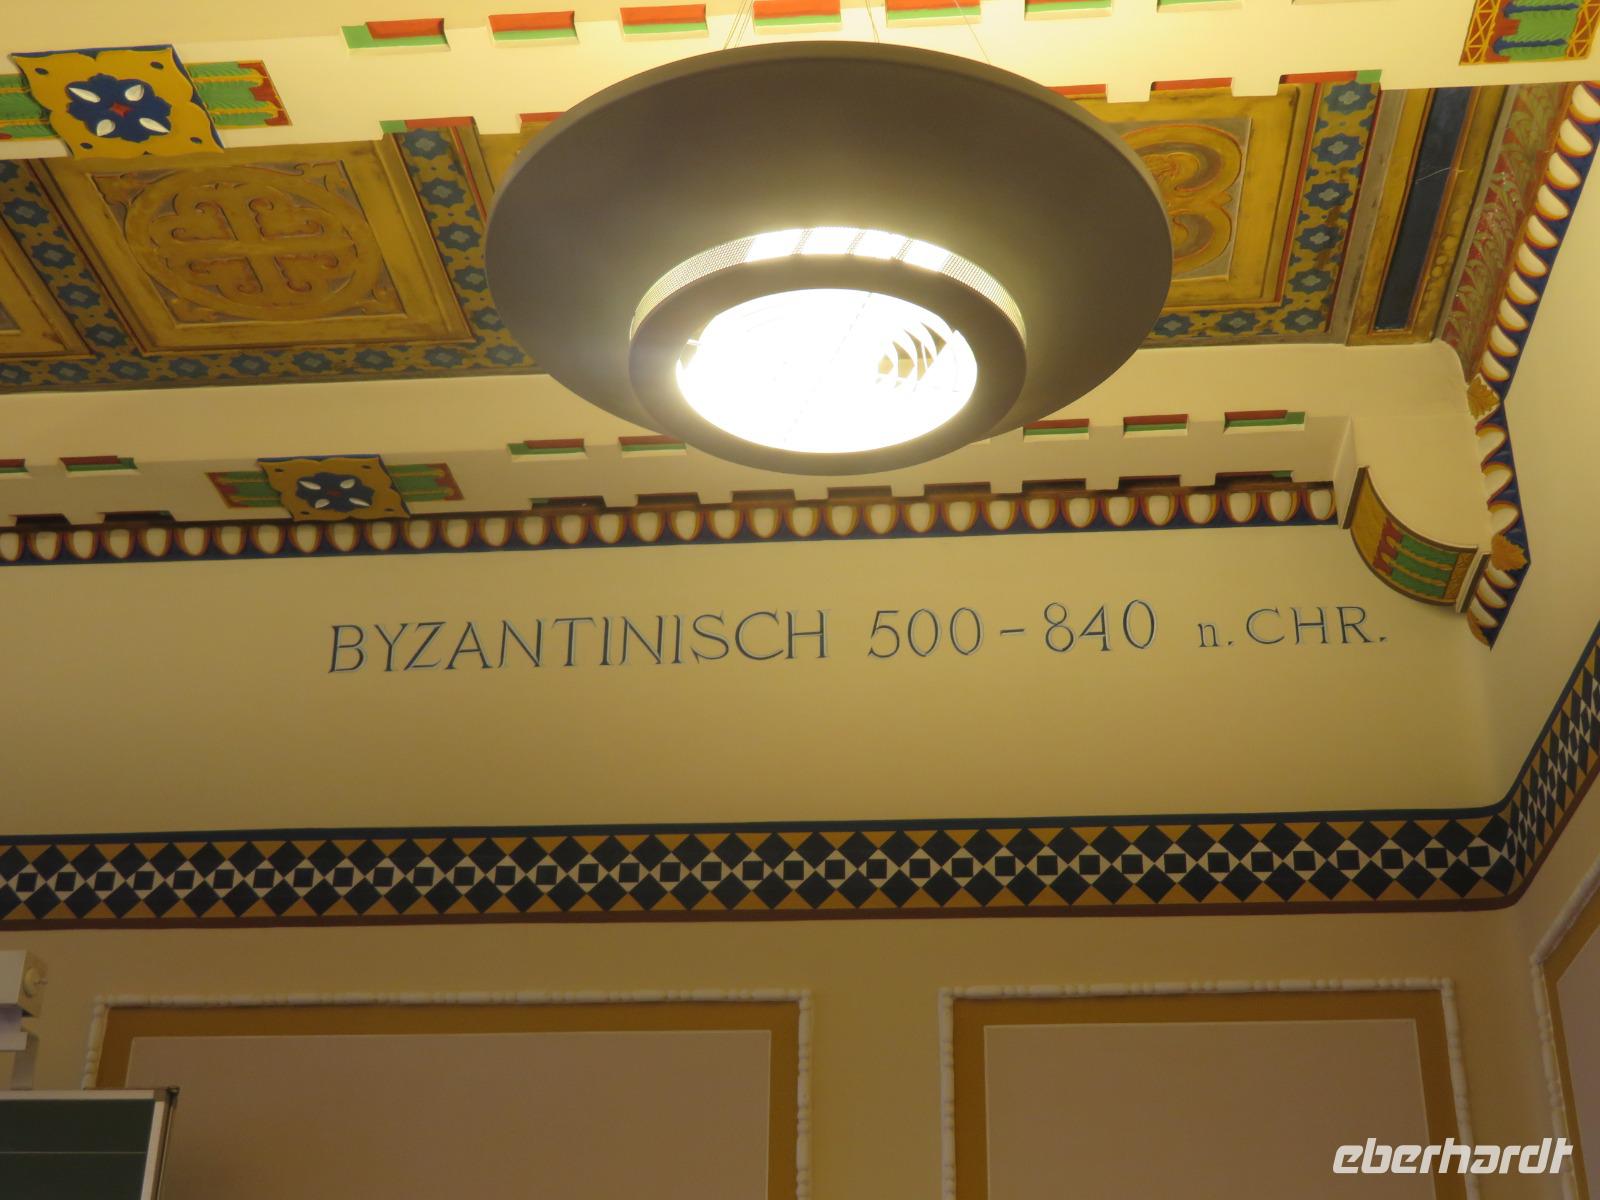 BYZANTINISCH 500-840 n. CHR.
eberhardt